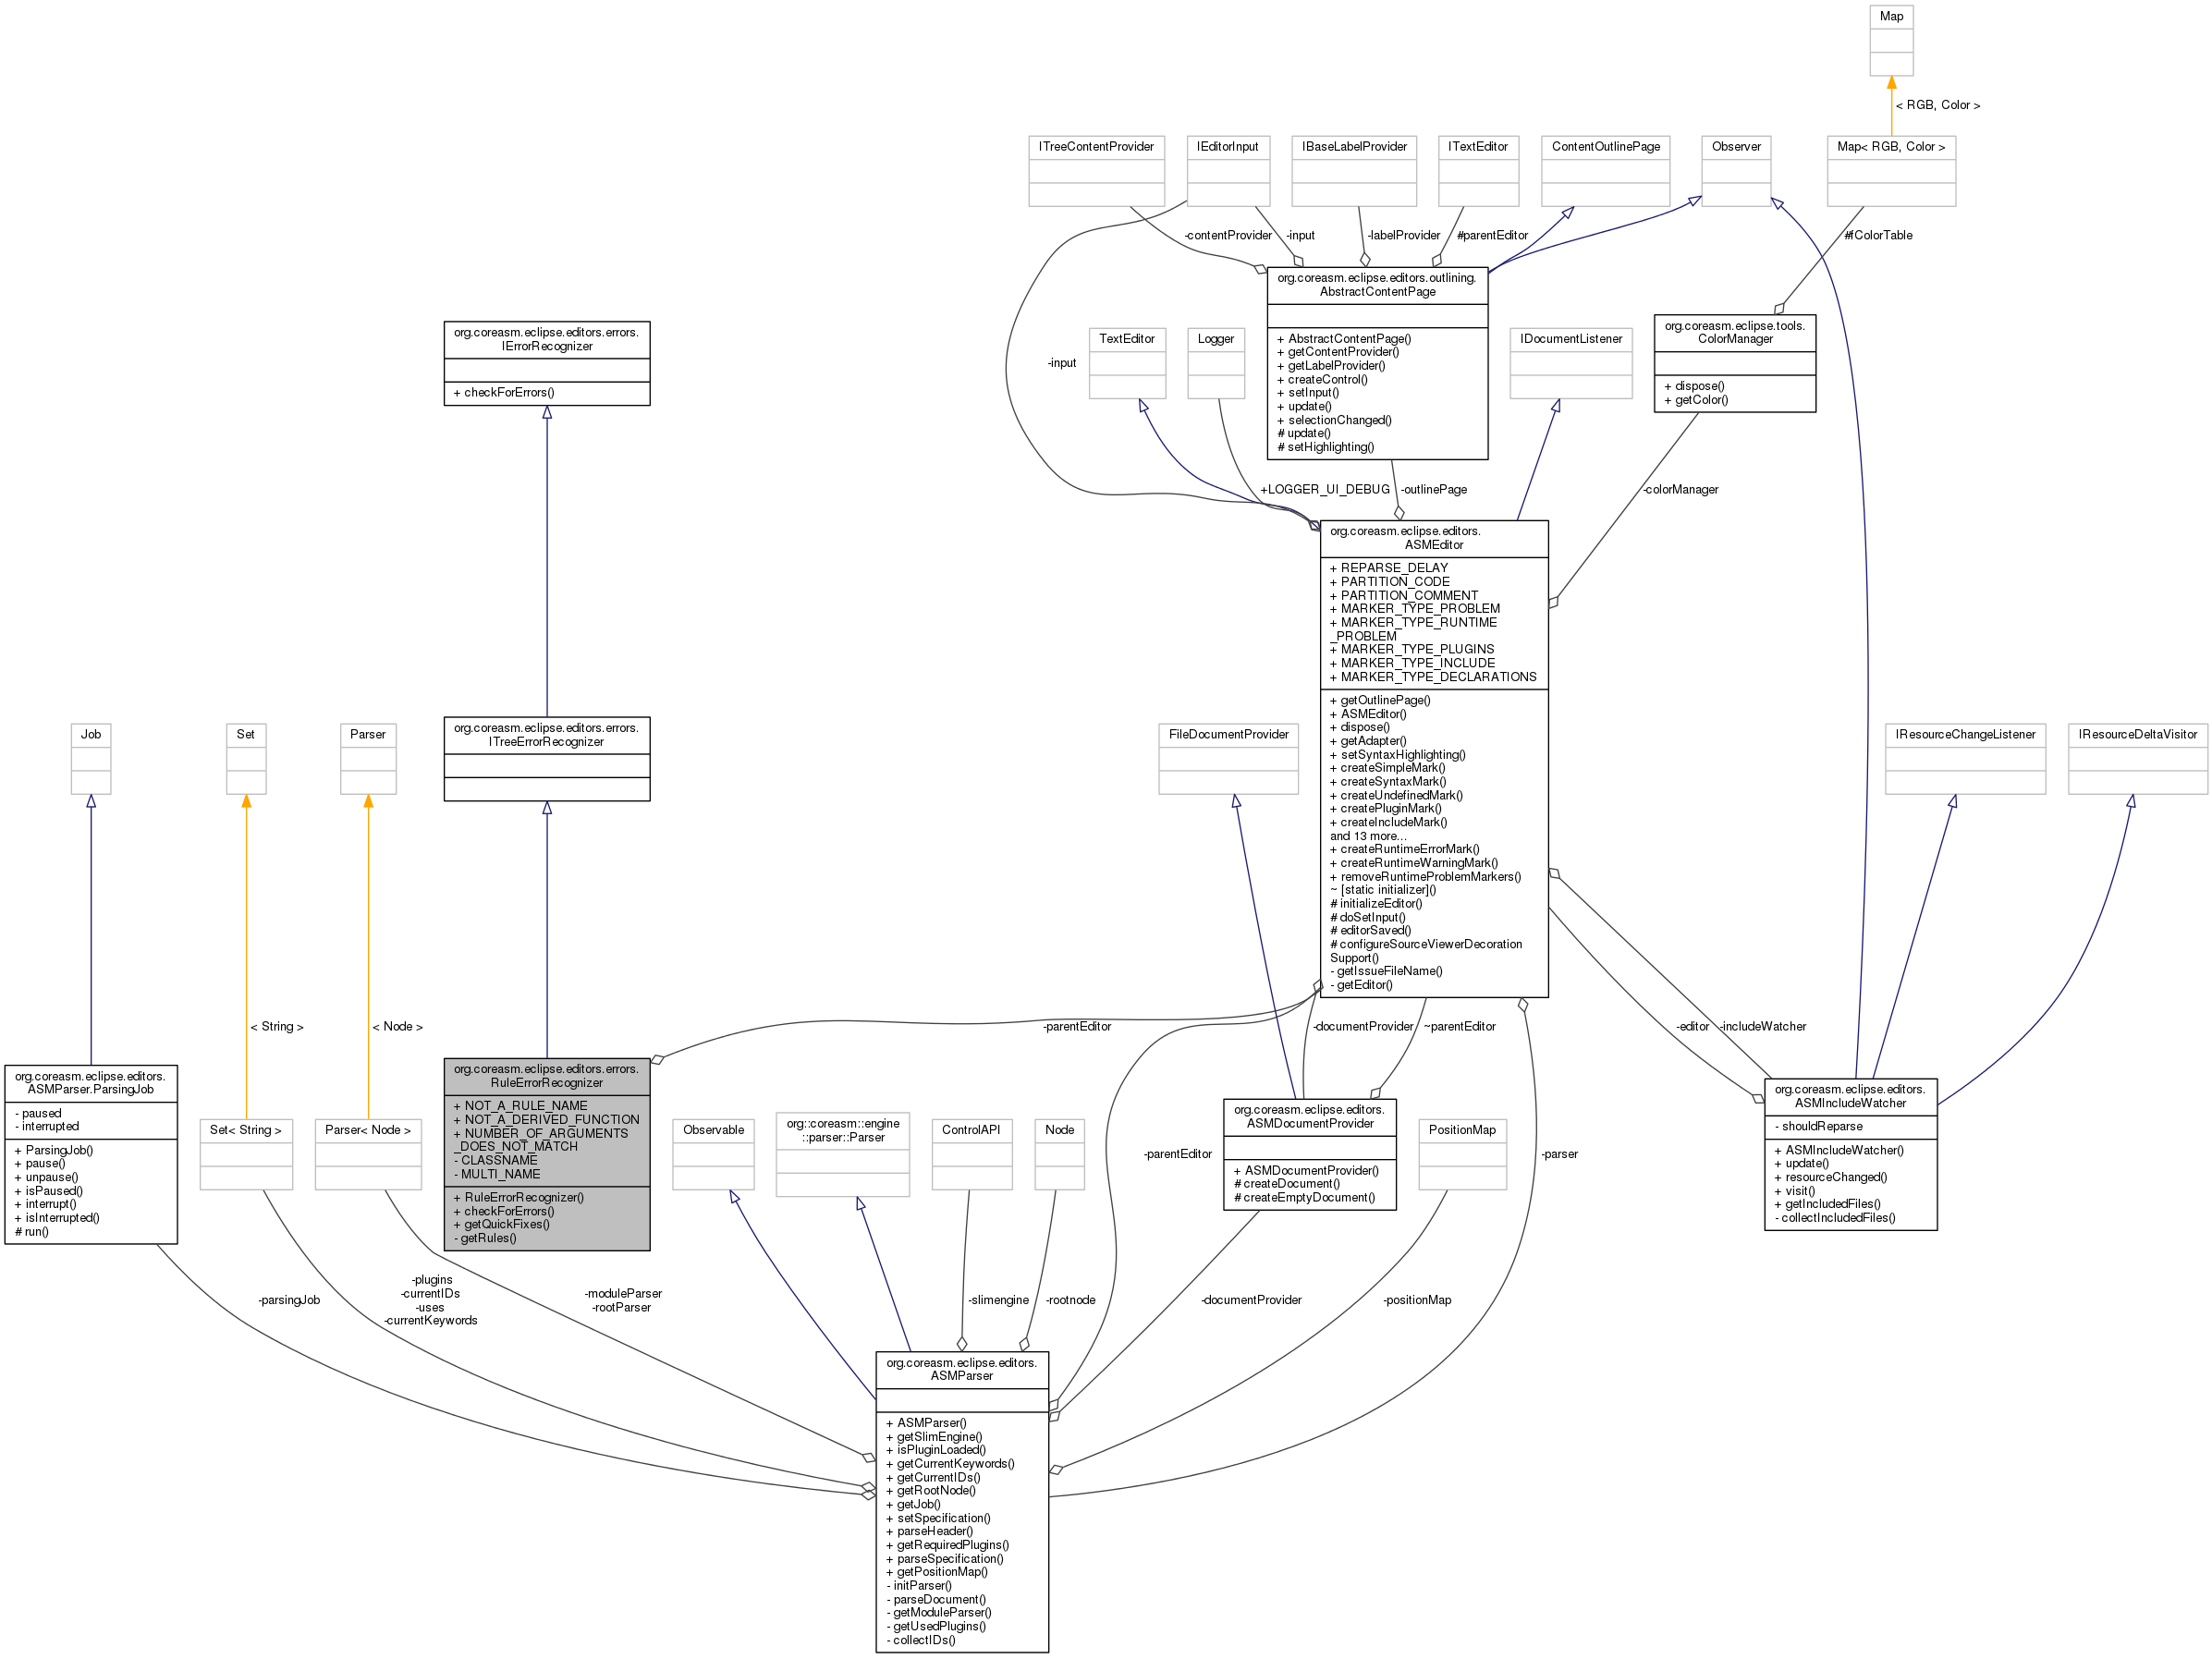 Map
< RGB, Color >
ITreeContentProvider
IEditorInput
IBaseLabelProvider
ITextEditor
ContentOutlinePage
Observer
Map< RGB, Color >
-contentProvider
-input
-labelProvider
#parentEditor
#fColorTable
org.coreasm.eclipse.editors.outlining.
AbstractContentPage
+ AbstractContentPage()
+ getContentProvider()
+ getLabelProvider()
+ createControl()
+ setInput()
+ update()
+ selectionChanged()
# update()
# setHighlighting()
org.coreasm.eclipse.tools.
ColorManager
+ dispose()
+ getColor()
org.coreasm.eclipse.editors.errors.
IErrorRecognizer
+ checkForErrors()
TextEditor
Logger
IDocumentListener
-input
+LOGGER_UI_DEBUG
-outlinePage
-colorManager
org.coreasm.eclipse.editors.
ASMEditor
+ REPARSE_DELAY
+ PARTITION_CODE
+ PARTITION_COMMENT
+ MARKER_TYPE_PROBLEM
+ MARKER_TYPE_RUNTIME
_PROBLEM
+ MARKER_TYPE_PLUGINS
+ MARKER_TYPE_INCLUDE
+ MARKER_TYPE_DECLARATIONS
+ getOutlinePage()
+ ASMEditor()
+ dispose()
+ getAdapter()
+ setSyntaxHighlighting()
+ createSimpleMark()
+ createSyntaxMark()
+ createUndefinedMark()
+ createPluginMark()
+ createIncludeMark()
and 13 more...
+ createRuntimeErrorMark()
+ createRuntimeWarningMark()
+ removeRuntimeProblemMarkers()
~ [static initializer]()
# initializeEditor()
# doSetInput()
# editorSaved()
# configureSourceViewerDecoration
Support()
- getIssueFileName()
- getEditor()
Job
Set
Parser
org.coreasm.eclipse.editors.errors.
ITreeErrorRecognizer
FileDocumentProvider
IResourceChangeListener
IResourceDeltaVisitor
< String >
< Node >
-parentEditor
-documentProvider
~parentEditor
-editor
-includeWatcher
org.coreasm.eclipse.editors.
ASMParser.ParsingJob
- paused
- interrupted
+ ParsingJob()
+ pause()
+ unpause()
+ isPaused()
+ interrupt()
+ isInterrupted()
# run()
Set< String >
Parser< Node >
org.coreasm.eclipse.editors.errors.
RuleErrorRecognizer
+ NOT_A_RULE_NAME
+ NOT_A_DERIVED_FUNCTION
+ NUMBER_OF_ARGUMENTS
_DOES_NOT_MATCH
- CLASSNAME
- MULTI_NAME
+ RuleErrorRecognizer()
+ checkForErrors()
+ getQuickFixes()
- getRules()
Observable
org::coreasm::engine
::parser::Parser
ControlAPI
Node
-parentEditor
org.coreasm.eclipse.editors.
ASMDocumentProvider
+ ASMDocumentProvider()
# createDocument()
# createEmptyDocument()
PositionMap
-parser
org.coreasm.eclipse.editors.
ASMIncludeWatcher
- shouldReparse
+ ASMIncludeWatcher()
+ update()
+ resourceChanged()
+ visit()
+ getIncludedFiles()
- collectIncludedFiles()
-parsingJob
-plugins
-currentIDs
-uses
-currentKeywords
-moduleParser
-rootParser
-slimengine
-rootnode
-documentProvider
-positionMap
org.coreasm.eclipse.editors.
ASMParser
+ ASMParser()
+ getSlimEngine()
+ isPluginLoaded()
+ getCurrentKeywords()
+ getCurrentIDs()
+ getRootNode()
+ getJob()
+ setSpecification()
+ parseHeader()
+ getRequiredPlugins()
+ parseSpecification()
+ getPositionMap()
- initParser()
- parseDocument()
- getModuleParser()
- getUsedPlugins()
- collectIDs()